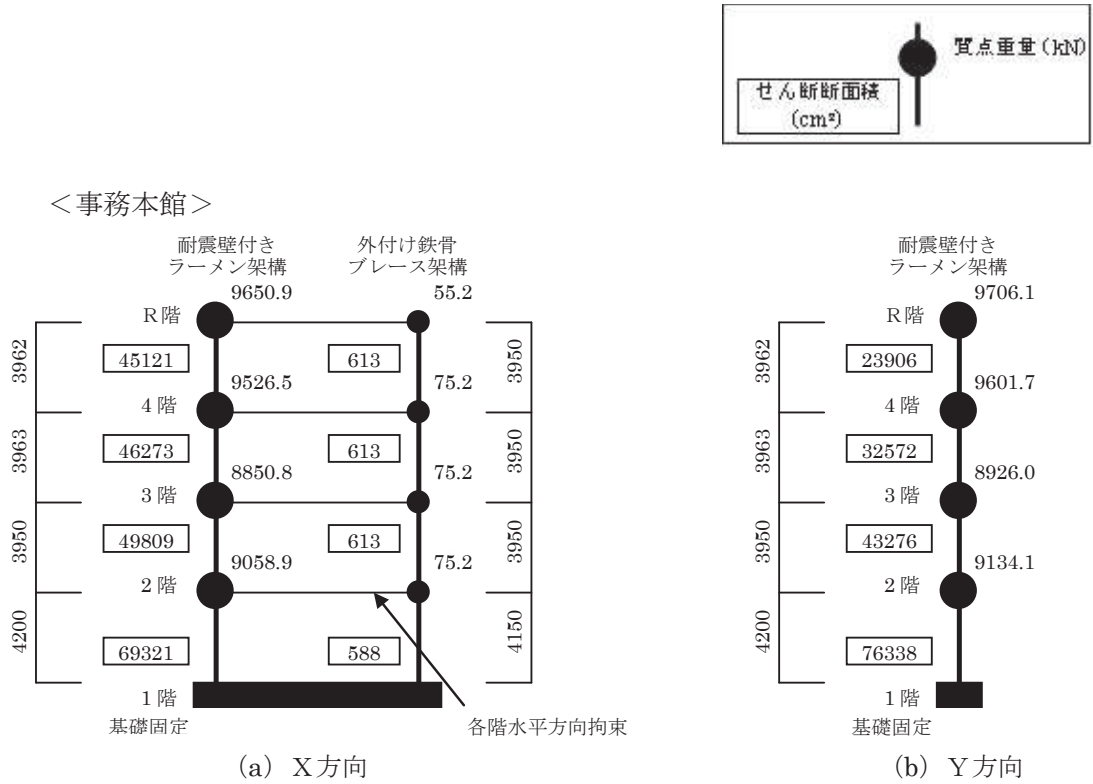 質点重量(kN)
せん断断面積
(cm²)
＜事務本館＞
耐震壁付き
ラーメン架構
外付け鉄骨
ブレース架構
耐震壁付き
ラーメン架構
9650.9
55.2
9706.1
R階
R階
3962
45121
613
3950
3962
23906
9526.5
75.2
9601.7
4階
4階
3963
46273
613
3950
3963
32572
8850.8
75.2
8926.0
3階
3階
3950
49809
613
3950
3950
43276
9058.9
75.2
9134.1
2階
2階
4200
69321
588
4150
4200
76338
1階
基礎固定
各階水平方向拘束
1階
基礎固定
(a) X方向
(b) Y方向